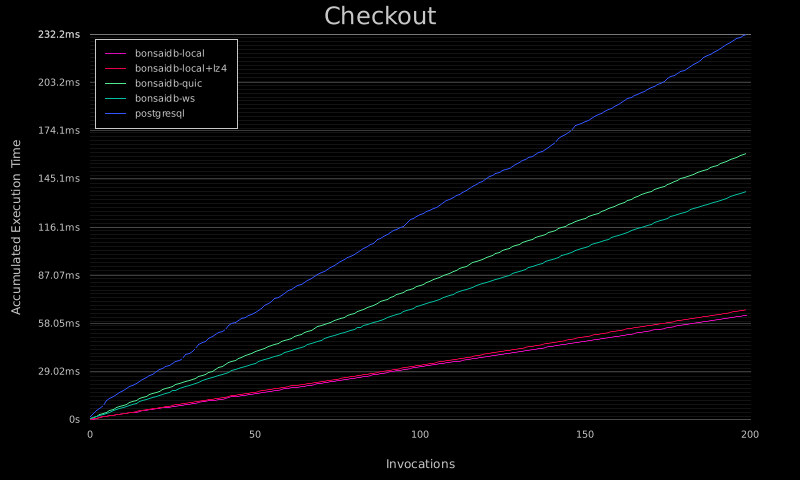 Checkout
232.2ms
203.2ms
174.1ms
145.1ms
116.1ms
87.07ms
58.05ms
29.02ms
0s
Accumulated Execution Time
bonsaidb-local
bonsaidb-local+lz4
bonsaidb-quic
bonsaidb-ws
postgresql
0 50 100 150 200
Invocations